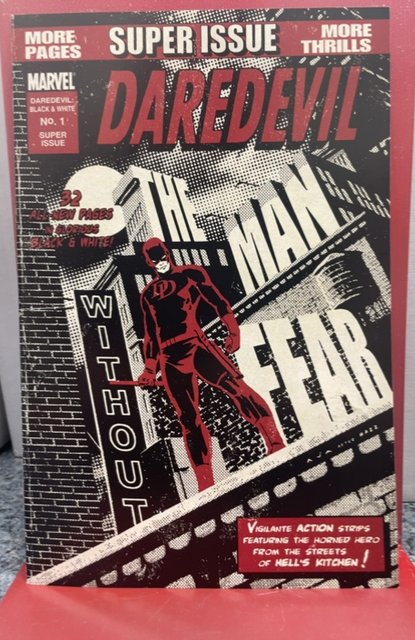 MORE
PAGES
SUPER ISSUE
MORE
THRILLS
MARVEL
DAREDEVIL:
BLACK & WHITE
No. 1
SUPER
ISSUE
DAREDEVIL
32
ALL-NEW PAGES
IN GLORIOUS
BLACK & WHITE!
THE
MAN
WITHOUT
FEAR
DD
VIGILANTE ACTION STRIPS
FEATURING THE HORNED HERO
FROM THE STREETS
OF HELL'S KITCHEN!